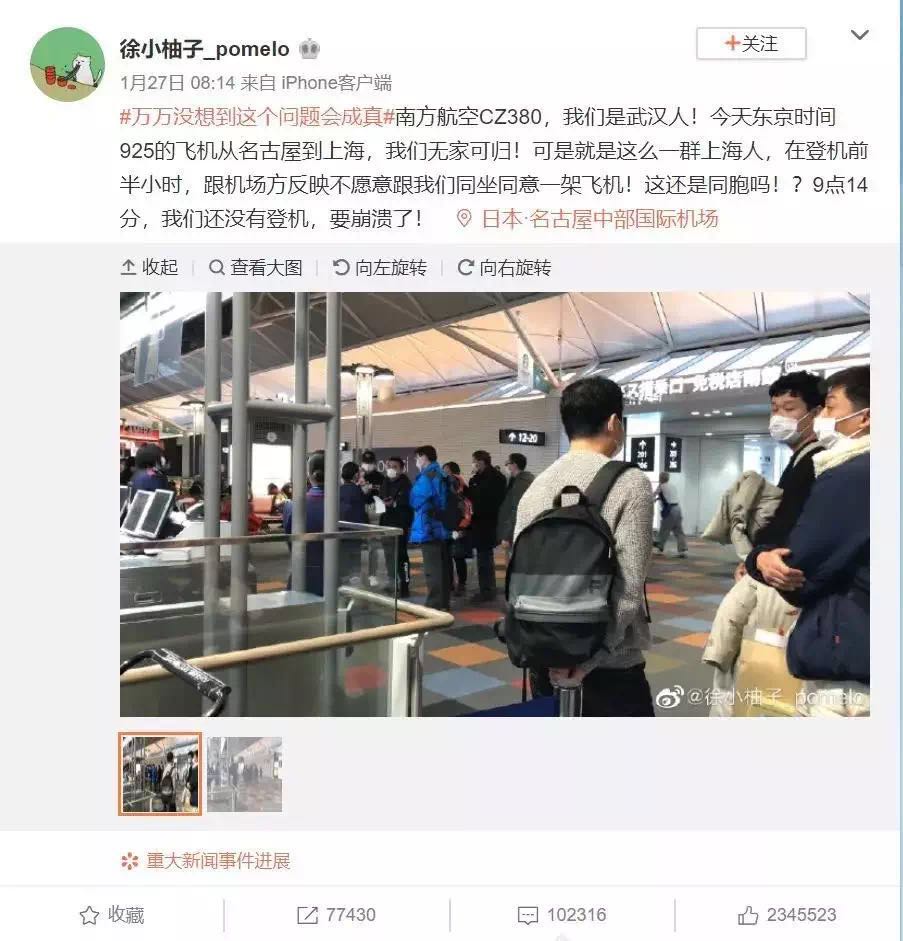 徐小柚子_pomelo
+关注
1月27日 08:14 来自 iPhone客户端
#万万没想到这个问题会成真#南方航空CZ380，我们是武汉人！今天东京时间
925的飞机从名古屋到上海，我们无家可归！可是就是这么一群上海人，在登机前
半小时，跟机场方反映不愿意跟我们同坐同意一架飞机！这还是同胞吗！？9点14
分，我们还没有登机，要崩溃了！ 日本·名古屋中部国际机场
收起 查看大图 向左旋转 向右旋转
免税店
12-20
201
@徐小柚子_pomelo
重大新闻事件进展
收藏 77430 102316 2345523